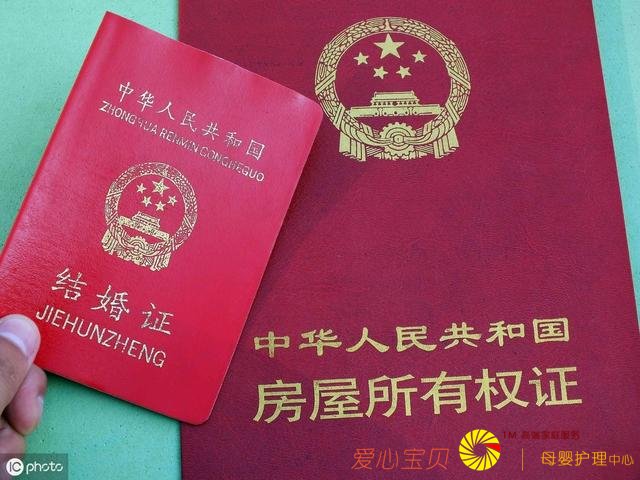 中华人民共和国
ZHONGHUA RENMIN GONGHEGUO
结婚证
JIEHUNZHENG
中华人民共和国
房屋所有权证
爱心宝贝
TM 高端家庭服务
母婴护理中心
IC photo